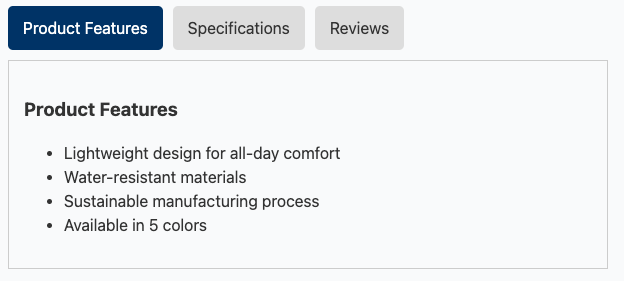 Product Features
Specifications
Reviews
Product Features
Lightweight design for all-day comfort
Water-resistant materials
Sustainable manufacturing process
Available in 5 colors